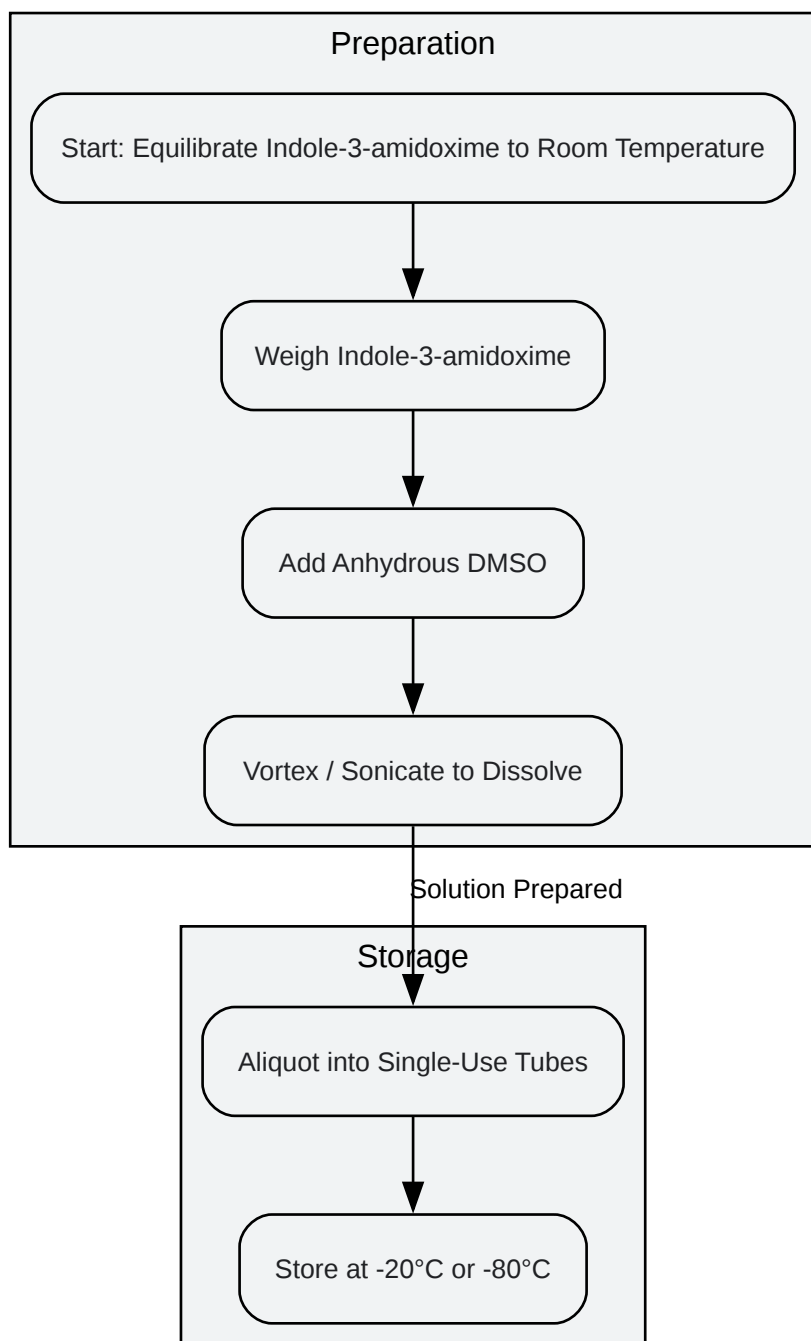 Preparation
Start: Equilibrate Indole-3-amidoxime to Room Temperature
Weigh Indole-3-amidoxime
Add Anhydrous DMSO
Vortex / Sonicate to Dissolve
Solution Prepared
Storage
Aliquot into Single-Use Tubes
Store at -20°C or -80°C